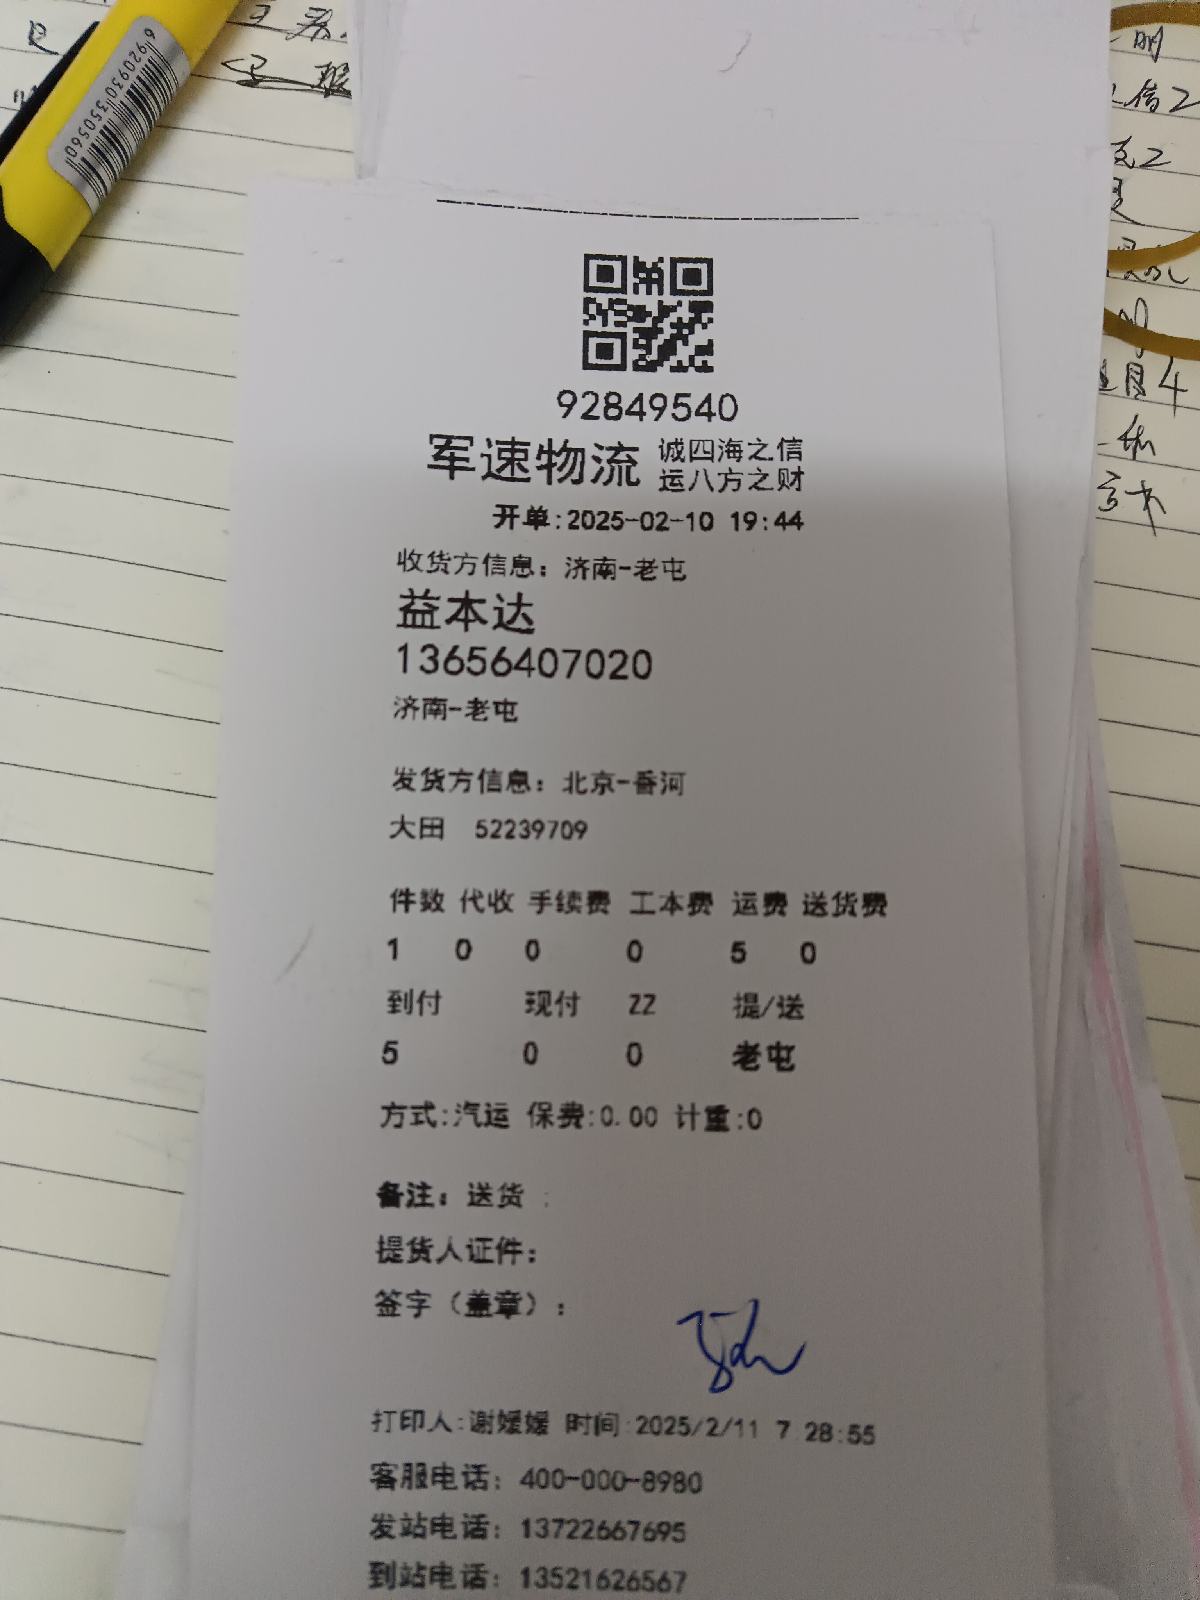 6920930350560
92849540
军速物流 诚四海之信
运八方之财
开单:2025-02-10 19:44
收货方信息：济南-老屯
益本达
13656407020
济南-老屯
发货方信息：北京-香河
大田 52239709
件数 代收 手续费 工本费 运费 送货费
1 0 0 0 5 0
到付 现付 ZZ 提/送
5 0 0 老屯
方式:汽运 保费:0.00 计重:0
备注：送货 :
提货人证件：
签字（盖章）：
打印人:谢媛媛 时间:2025/2/11 7 28:55
客服电话：400-000-8980
发站电话：13722667695
到站电话：13521626567